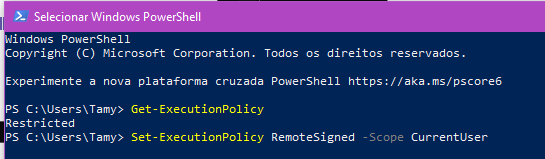 Selecionar Windows PowerShell
Windows PowerShell
Copyright (C) Microsoft Corporation. Todos os direitos reservados.
Experimente a nova plataforma cruzada PowerShell https://aka.ms/pscore6
PS C:\Users\Tamy> Get-ExecutionPolicy
Restricted
PS C:\Users\Tamy> Set-ExecutionPolicy RemoteSigned -Scope CurrentUser